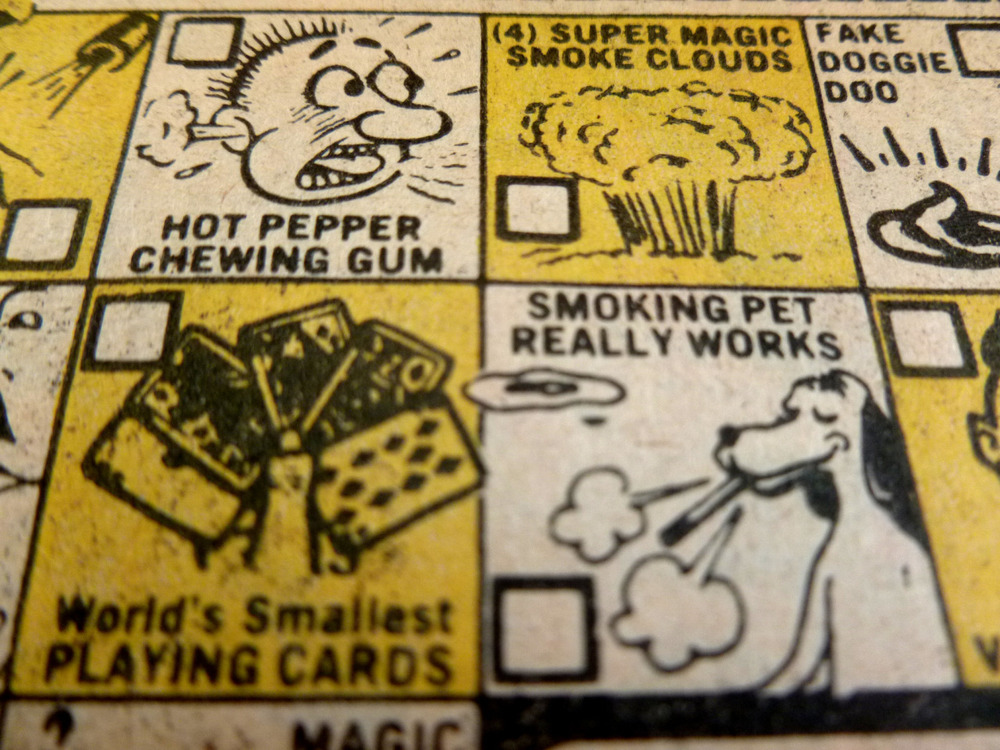 HOT PEPPER
CHEWING GUM
(4) SUPER MAGIC
SMOKE CLOUDS
FAKE
DOGGIE
DOO
World's Smallest
PLAYING CARDS
SMOKING PET
REALLY WORKS
MAGIC